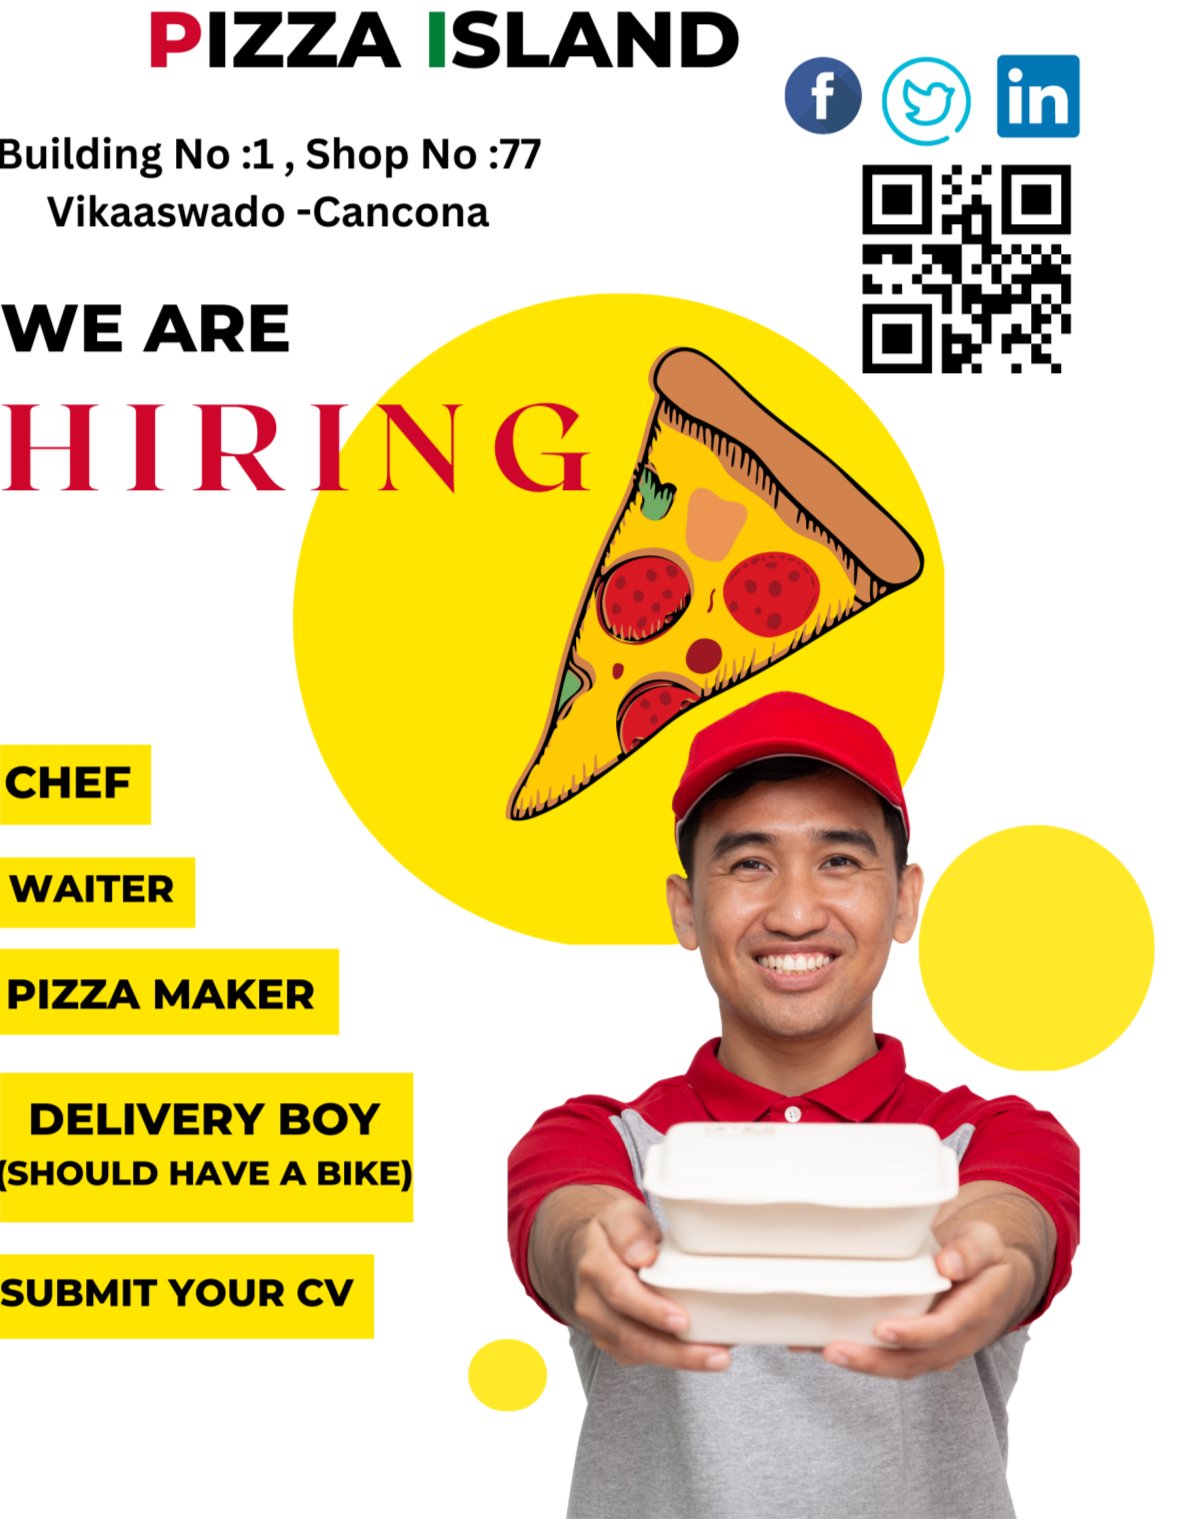 PIZZA ISLAND
Building No :1 , Shop No :77
Vikaaswado -Cancona
WE ARE
HIRING
CHEF
WAITER
PIZZA MAKER
DELIVERY BOY
(SHOULD HAVE A BIKE)
SUBMIT YOUR CV
f
in